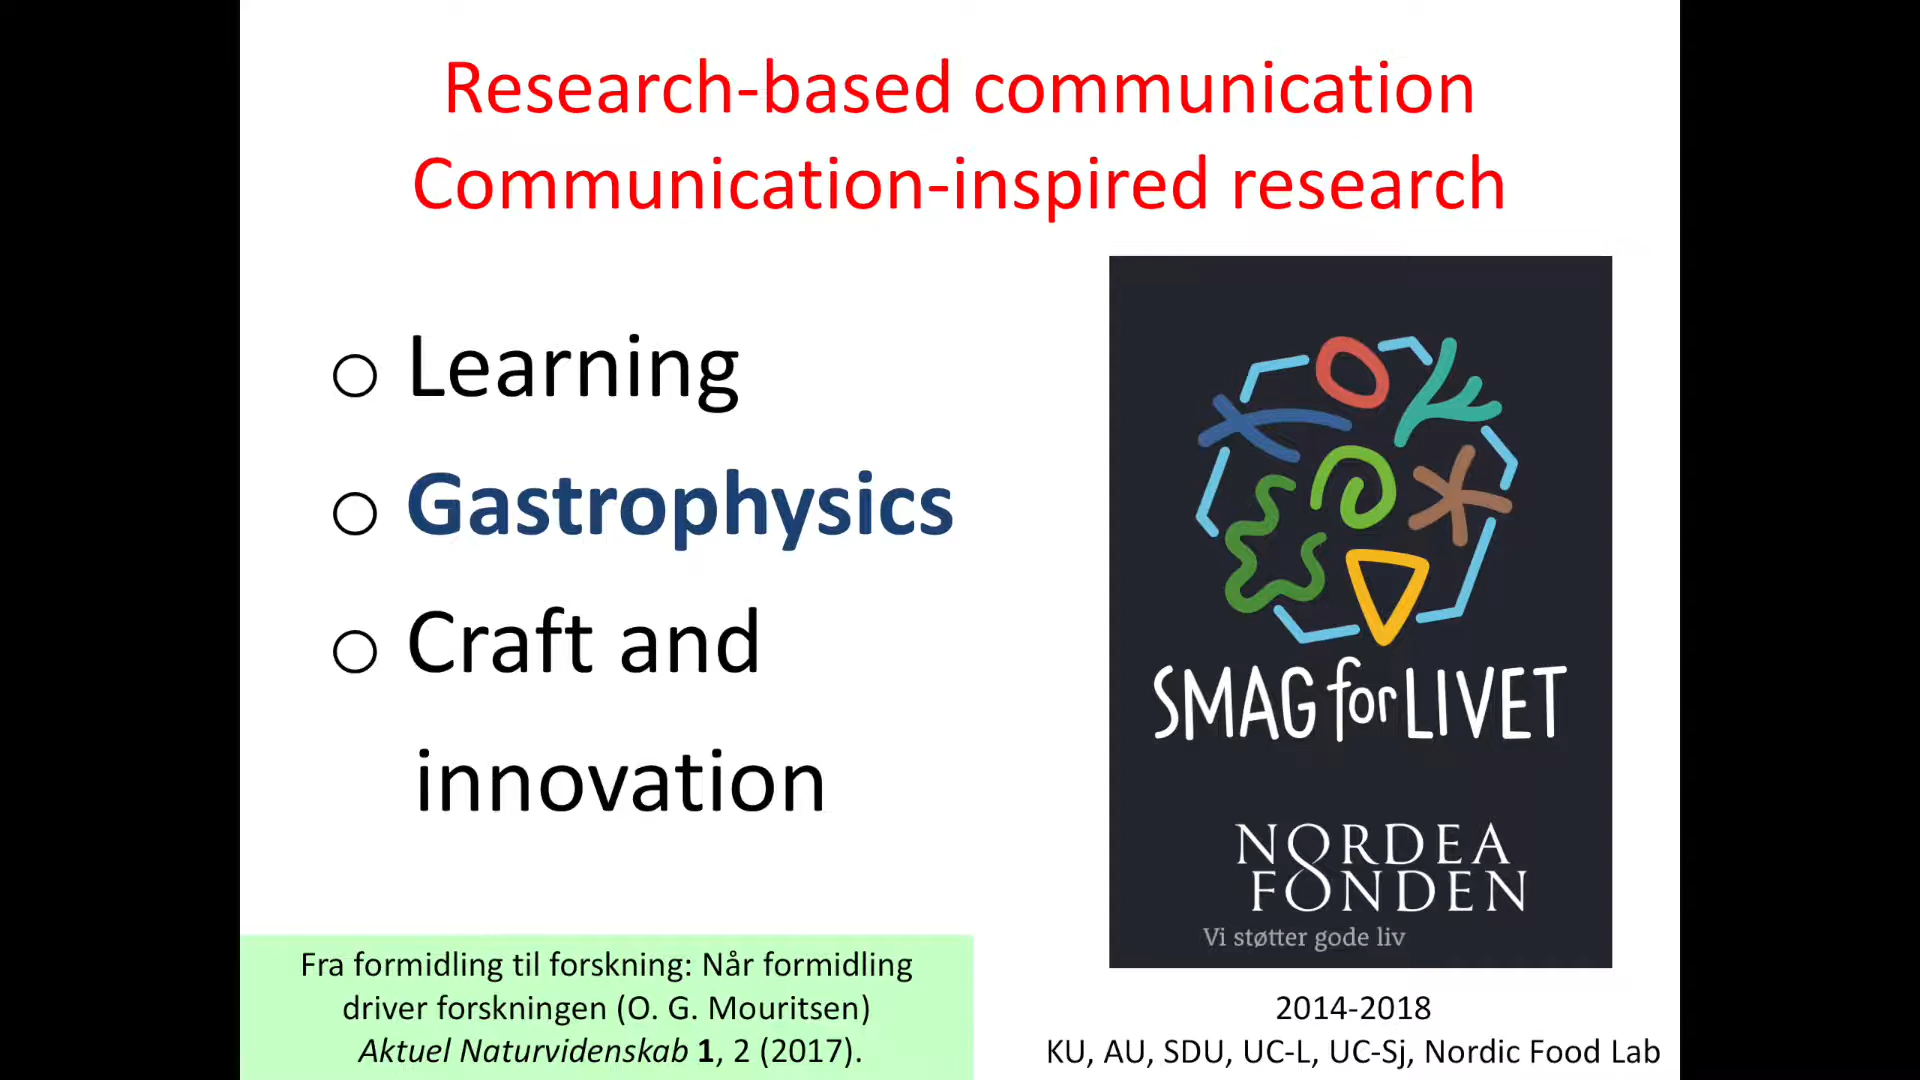 Research-based communication
Communication-inspired research
○ Learning
○ Gastrophysics
○ Craft and
innovation
SMAG for LIVET
NORDEA
FONDEN
Vi støtter gode liv
Fra formidling til forskning: Når formidling
driver forskningen (O. G. Mouritsen)
Aktuel Naturvidenskab 1, 2 (2017).
2014-2018
KU, AU, SDU, UC-L, UC-Sj, Nordic Food Lab